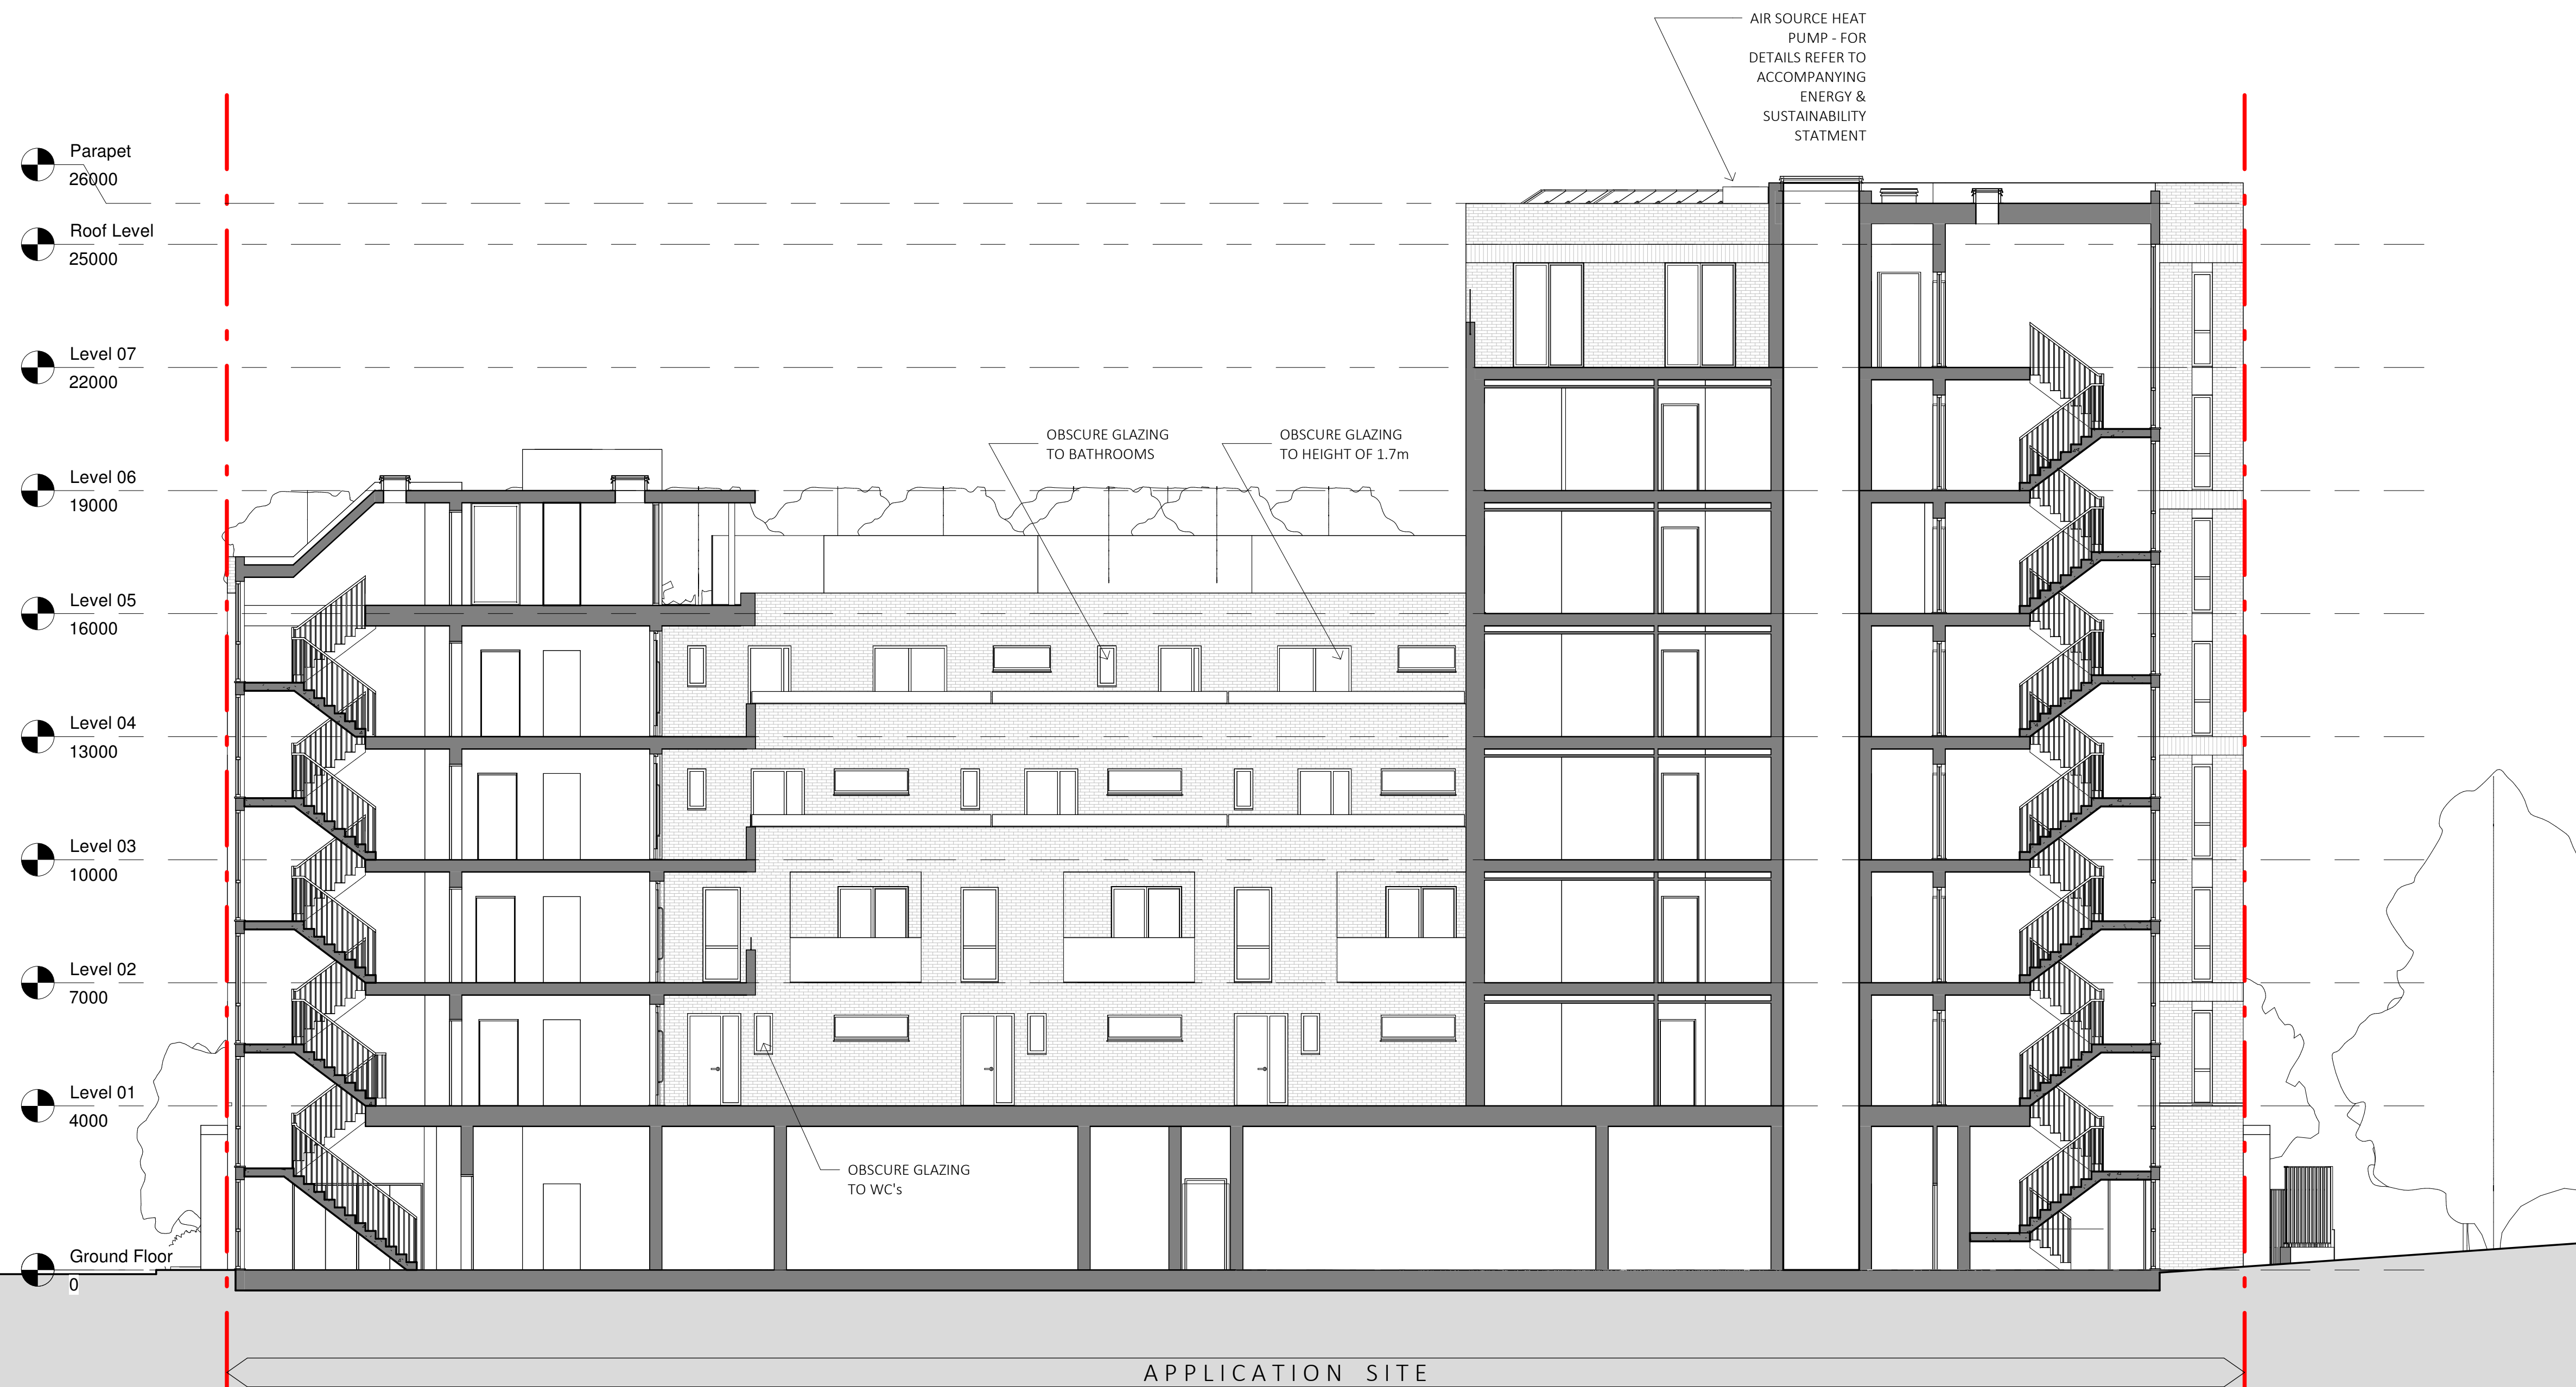 AIR SOURCE HEAT
PUMP - FOR
DETAILS REFER TO
ACCOMPANYING
ENERGY &
SUSTAINABILITY
STATMENT
Parapet
26000
Roof Level
25000
Level 07
22000
OBSCURE GLAZING
TO BATHROOMS
OBSCURE GLAZING
TO HEIGHT OF 1.7m
Level 06
19000
Level 05
16000
Level 04
13000
Level 03
10000
Level 02
7000
Level 01
4000
OBSCURE GLAZING
TO WC's
Ground Floor
0
APPLICATION SITE